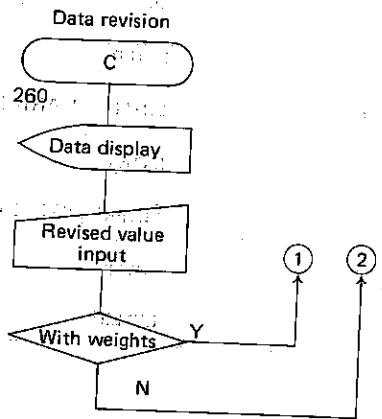 Data revision
C
260
Data display
Revised value
input
1
2
With weights
Y
N